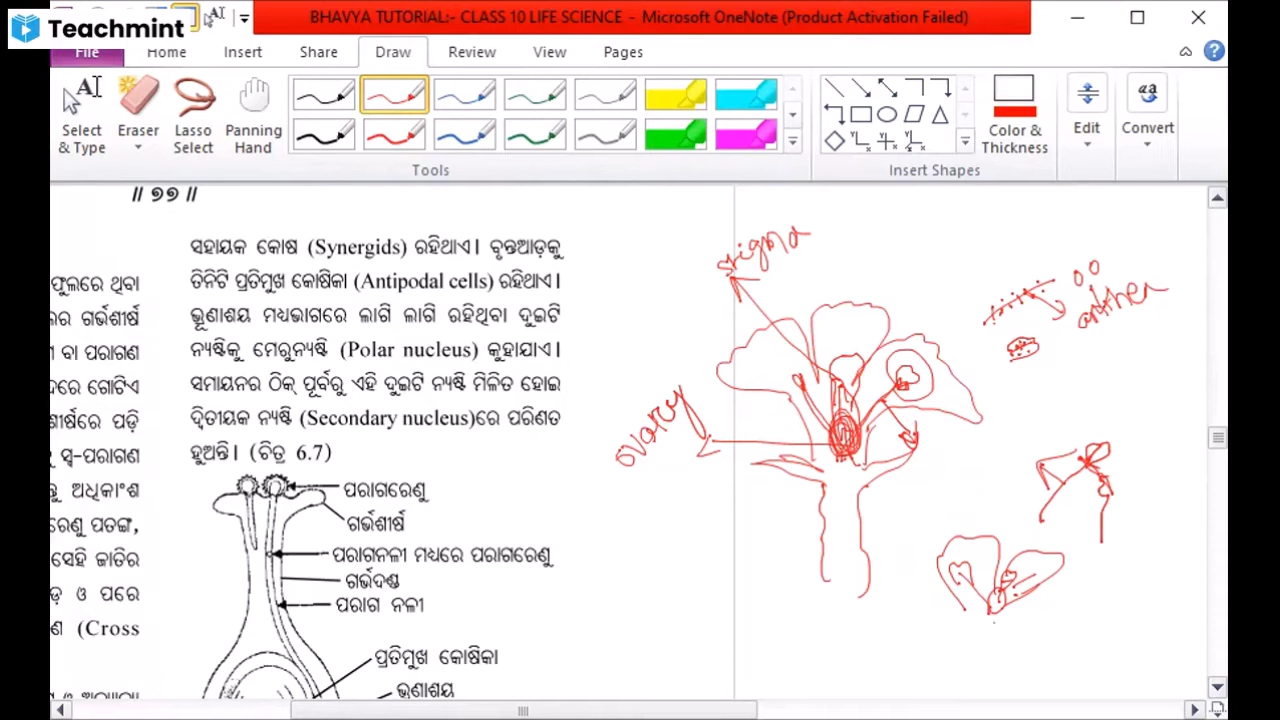 BHAVYA TUTORIAL:- CLASS 10 LIFE SCIENCE - Microsoft OneNote (Product Activation Failed)
Teachmint
File Home Insert Share Draw Review View Pages
Select & Type
Eraser
Lasso Select
Panning Hand
Color & Thickness
Edit
Convert
Tools
Insert Shapes
// ୭୭ //
ଫୁଲରେ ଥିବା
ଲର ଗର୍ଭଶୀର୍ଷ
ୀ ବା ପରାଗଣ
ଦରେ ଗୋଟିଏ
ଶୀର୍ଷରେ ପଡ଼ି
ୁ ସ୍ୱ-ପରାଗଣ
ନ୍ତୁ ଅଧିକାଂଶ
ରେଣୁ ପତଙ୍ଗ,
ସେହି ଜାତିର
ଡ଼ ଓ ପରେ
ଣ (Cross
ସହାୟକ କୋଷ (Synergids) ରହିଥାଏ। ବୃନ୍ତଆଡ଼କୁ
ତିନିଟି ପ୍ରତିମୁଖ କୋଷିକା (Antipodal cells) ରହିଥାଏ।
ଭ୍ରୂଣାଶୟ ମଧ୍ୟଭାଗରେ ଲାଗି ଲାଗି ରହିଥିବା ଦୁଇଟି
ନ୍ୟଷ୍ଟିକୁ ମେରୁନ୍ୟଷ୍ଟି (Polar nucleus) କୁହାଯାଏ।
ସମାୟନର ଠିକ୍ ପୂର୍ବରୁ ଏହି ଦୁଇଟି ନ୍ୟଷ୍ଟି ମିଳିତ ହୋଇ
ଦ୍ୱିତୀୟକ ନ୍ୟଷ୍ଟି (Secondary nucleus)ରେ ପରିଣତ
ହୁଅନ୍ତି। (ଚିତ୍ର 6.7)
ପରାଗରେଣୁ
ଗର୍ଭଶୀର୍ଷ
ପରାଗନଳୀ ମଧ୍ୟରେ ପରାଗରେଣୁ
ଗର୍ଭଦଣ୍ଡ
ପରାଗ ନଳୀ
ପ୍ରତିମୁଖ କୋଷିକା
ଭ୍ରୂଣାଶୟ
stigma
anther
ovary